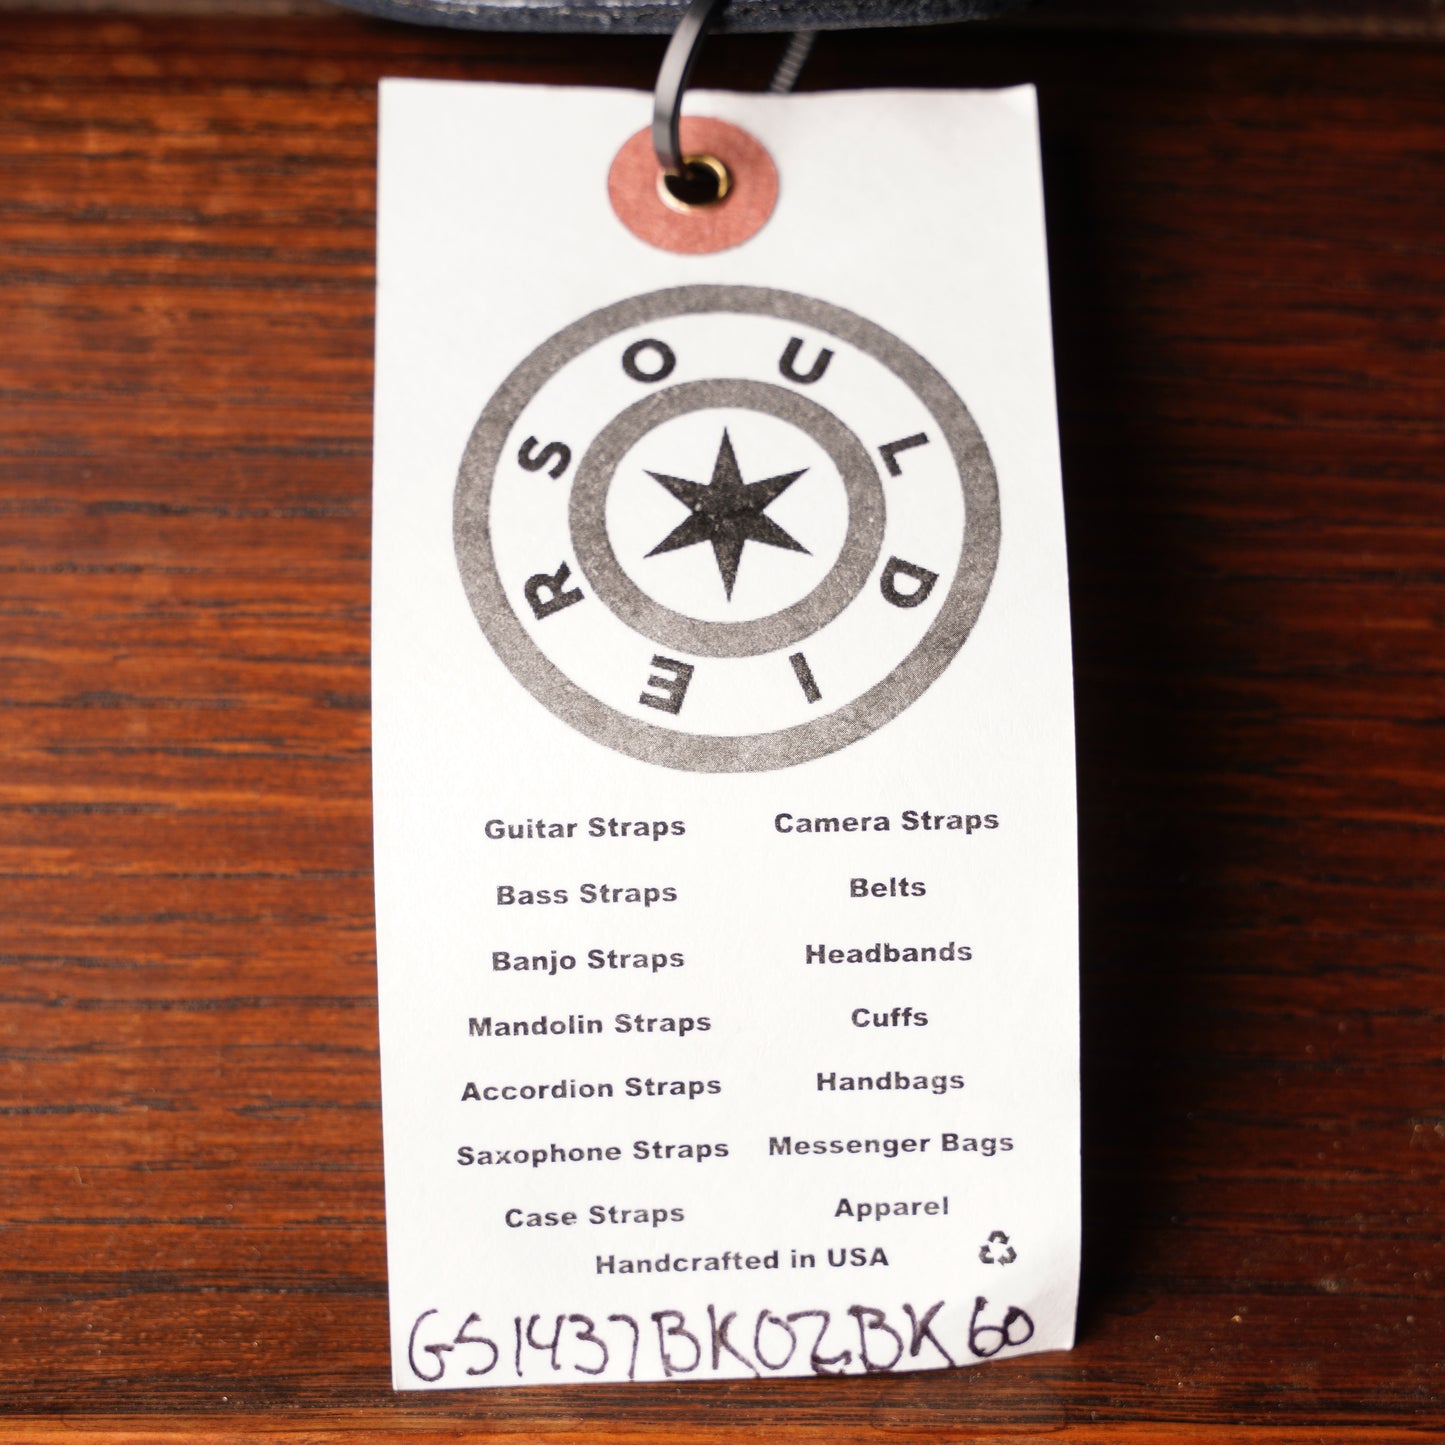 SOULDIERS
Guitar Straps Camera Straps
Bass Straps Belts
Banjo Straps Headbands
Mandolin Straps Cuffs
Accordion Straps Handbags
Saxophone Straps Messenger Bags
Case Straps Apparel
Handcrafted in USA
GS1437BK02BK60